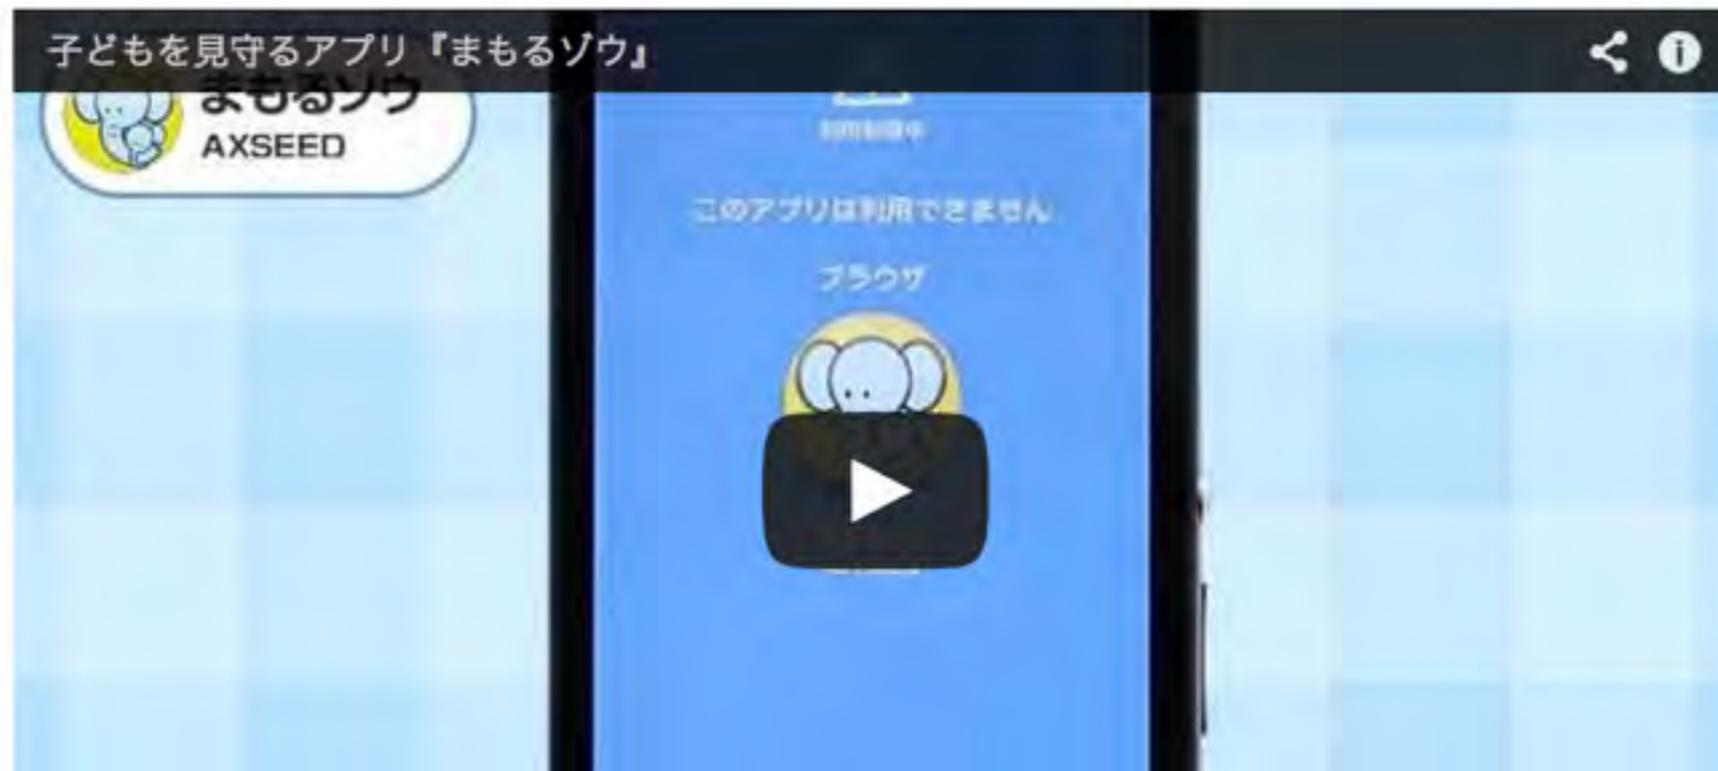 子どもを見守るアプリ『まもるゾウ』
まもるゾウ
AXSEED
このアプリは利用できません
ブラウザ